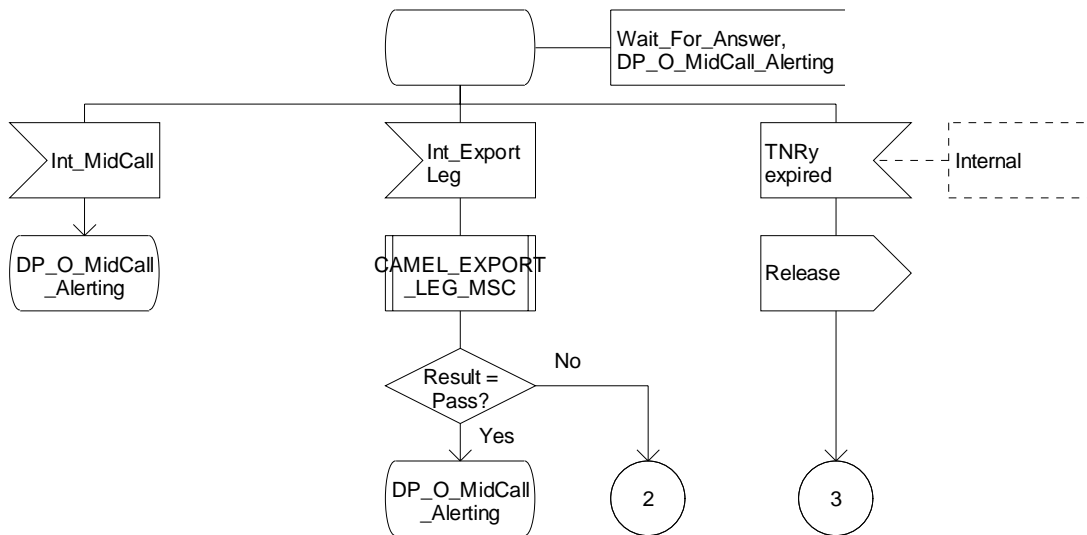 Wait_For_Answer,
DP_O_MidCall_Alerting
Int_MidCall
Int_Export
Leg
TNRy
expired
Internal
DP_O_MidCall
_Alerting
CAMEL_EXPORT
_LEG_MSC
Release
Result =
Pass?
No
Yes
DP_O_MidCall
_Alerting
2
3